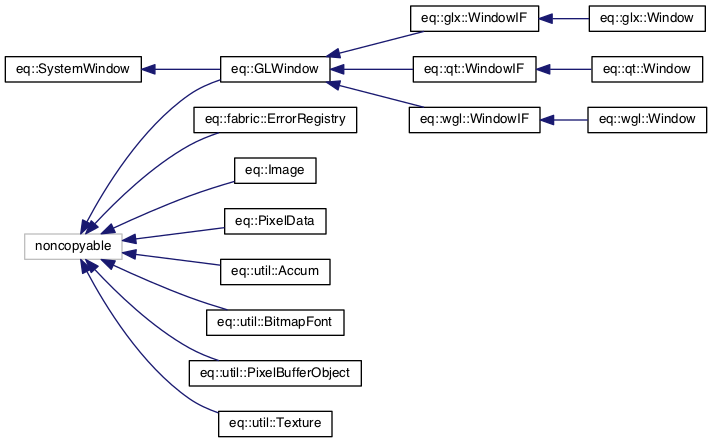 eq::glx::WindowIF
eq::glx::Window
eq::SystemWindow
eq::GLWindow
eq::qt::WindowIF
eq::qt::Window
eq::wgl::WindowIF
eq::wgl::Window
eq::fabric::ErrorRegistry
eq::Image
eq::PixelData
noncopyable
eq::util::Accum
eq::util::BitmapFont
eq::util::PixelBufferObject
eq::util::Texture